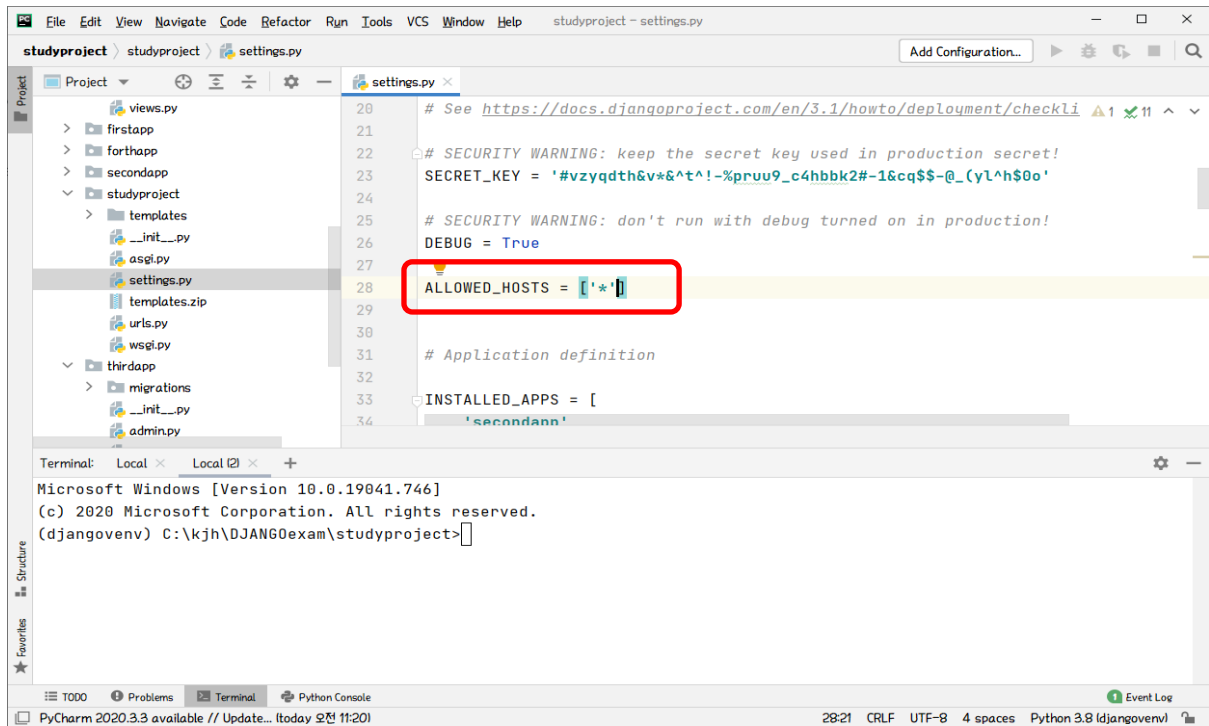 File Edit View Navigate Code Refactor Run Tools VCS Window Help studyproject - settings.py
studyproject studyproject settings.py Add Configuration...
Project
Project
settings.py
views.py
firstapp
forthapp
secondapp
studyproject
templates
__init__.py
asgi.py
settings.py
templates.zip
urls.py
wsgi.py
thirdapp
migrations
__init__.py
admin.py
20 # See https://docs.djangoproject.com/en/3.1/howto/deployment/checkli 1 11
21
22 # SECURITY WARNING: keep the secret key used in production secret!
23 SECRET_KEY = '#vzyqdth&v*&^t^!-%pruu9_c4hbbk2#-1&cq$$-@_(yl^h$0o'
24
25 # SECURITY WARNING: don't run with debug turned on in production!
26 DEBUG = True
27
28 ALLOWED_HOSTS = ['*']
29
30
31 # Application definition
32
33 INSTALLED_APPS = [
34 'secondapp'
Terminal: Local Local (2) +
Microsoft Windows [Version 10.0.19041.746]
(c) 2020 Microsoft Corporation. All rights reserved.
(djangovenv) C:\kjh\DJANGOexam\studyproject>
Structure
Favorites
TODO Problems Terminal Python Console 1 Event Log
PyCharm 2020.3.3 available // Update... (today 오전 11:20) 28:21 CRLF UTF-8 4 spaces Python 3.8 (djangovenv)